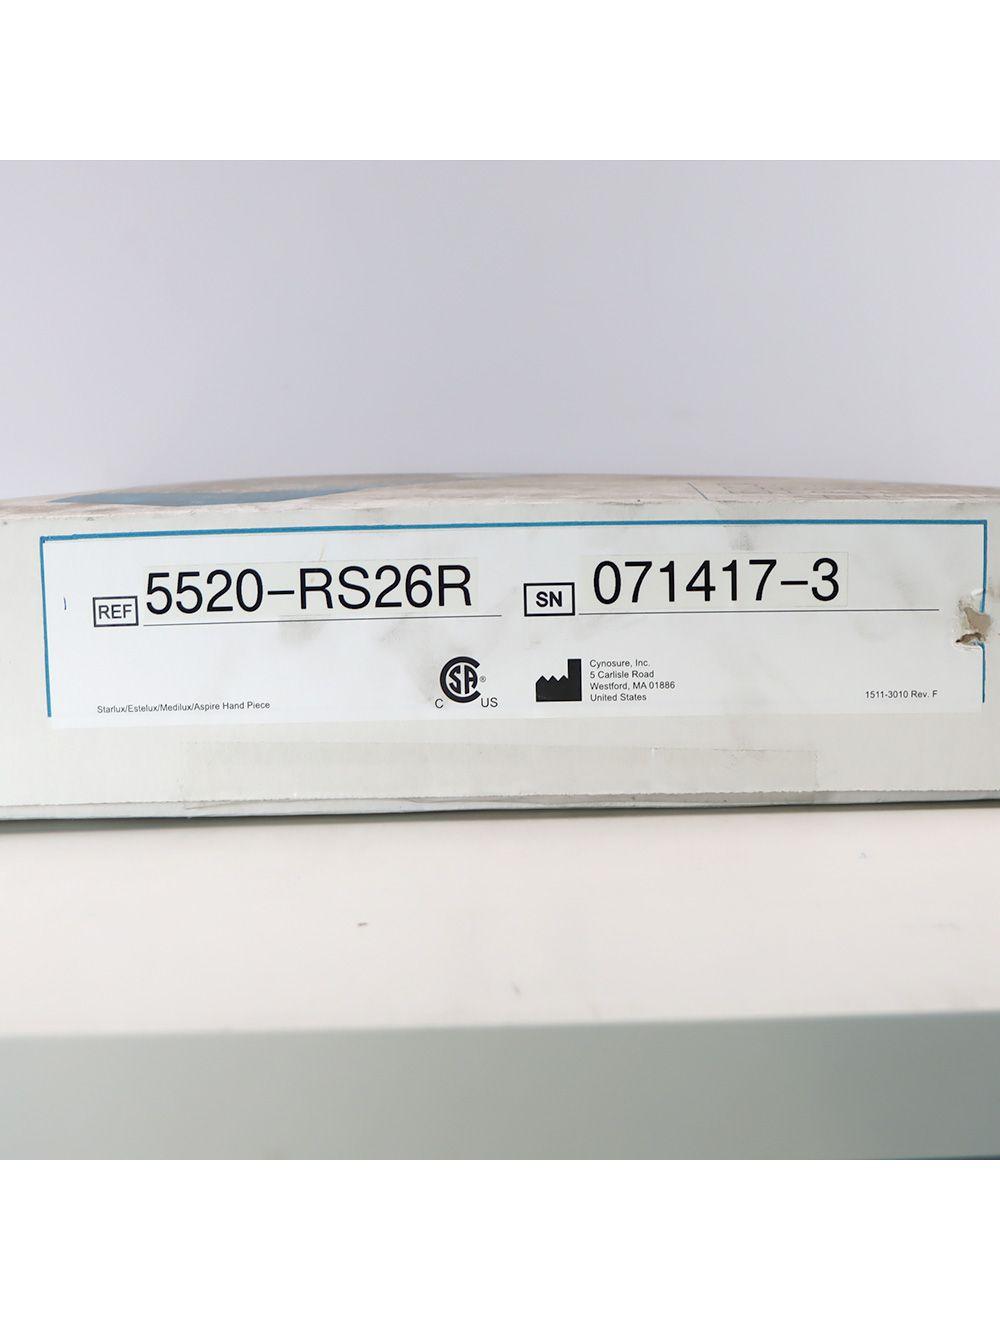 REF 5520-RS26R SN 071417-3
CSA®
C US
Cynosure, Inc.
5 Carlisle Road
Westford, MA 01886
United States
Starlux/Estelux/Medilux/Aspire Hand Piece
1511-3010 Rev. F